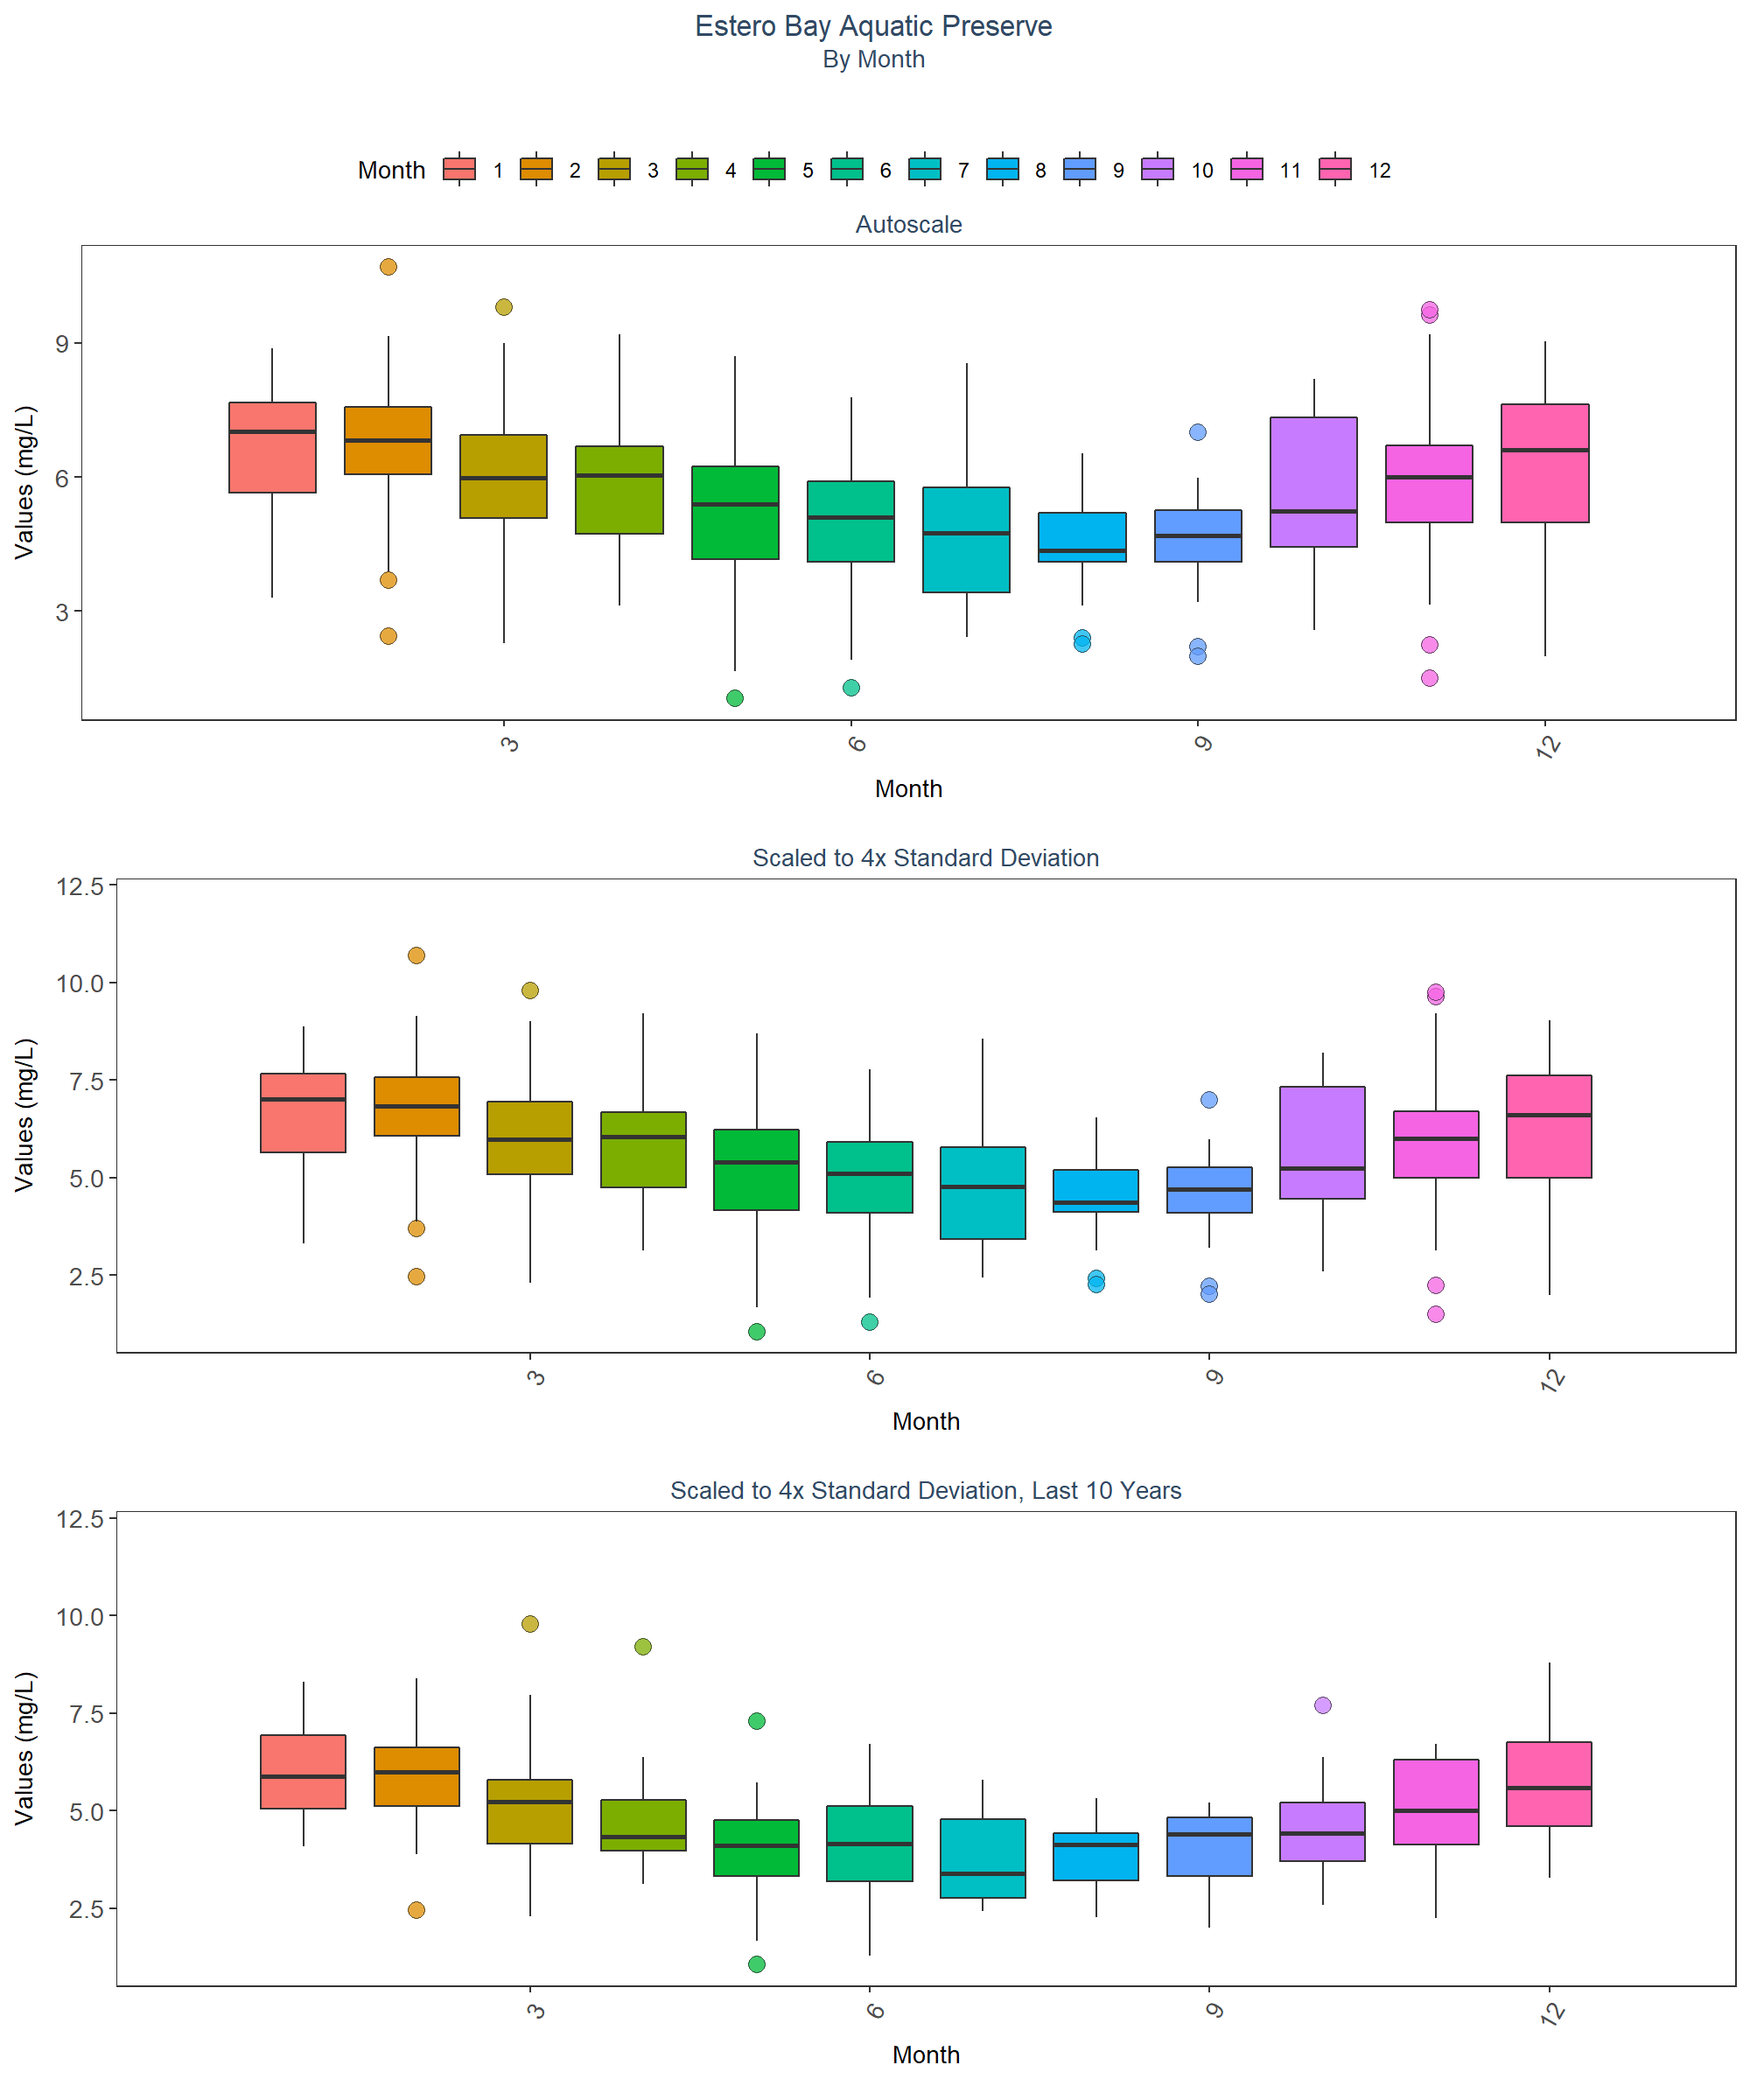 Estero Bay Aquatic Preserve
By Month
Month 1 2 3 4 5 6 7 8 9 10 11 12
Autoscale
Values (mg/L)
9
6
3
3 6 9 12
Month
Scaled to 4x Standard Deviation
Values (mg/L)
12.5
10.0
7.5
5.0
2.5
3 6 9 12
Month
Scaled to 4x Standard Deviation, Last 10 Years
Values (mg/L)
12.5
10.0
7.5
5.0
2.5
3 6 9 12
Month